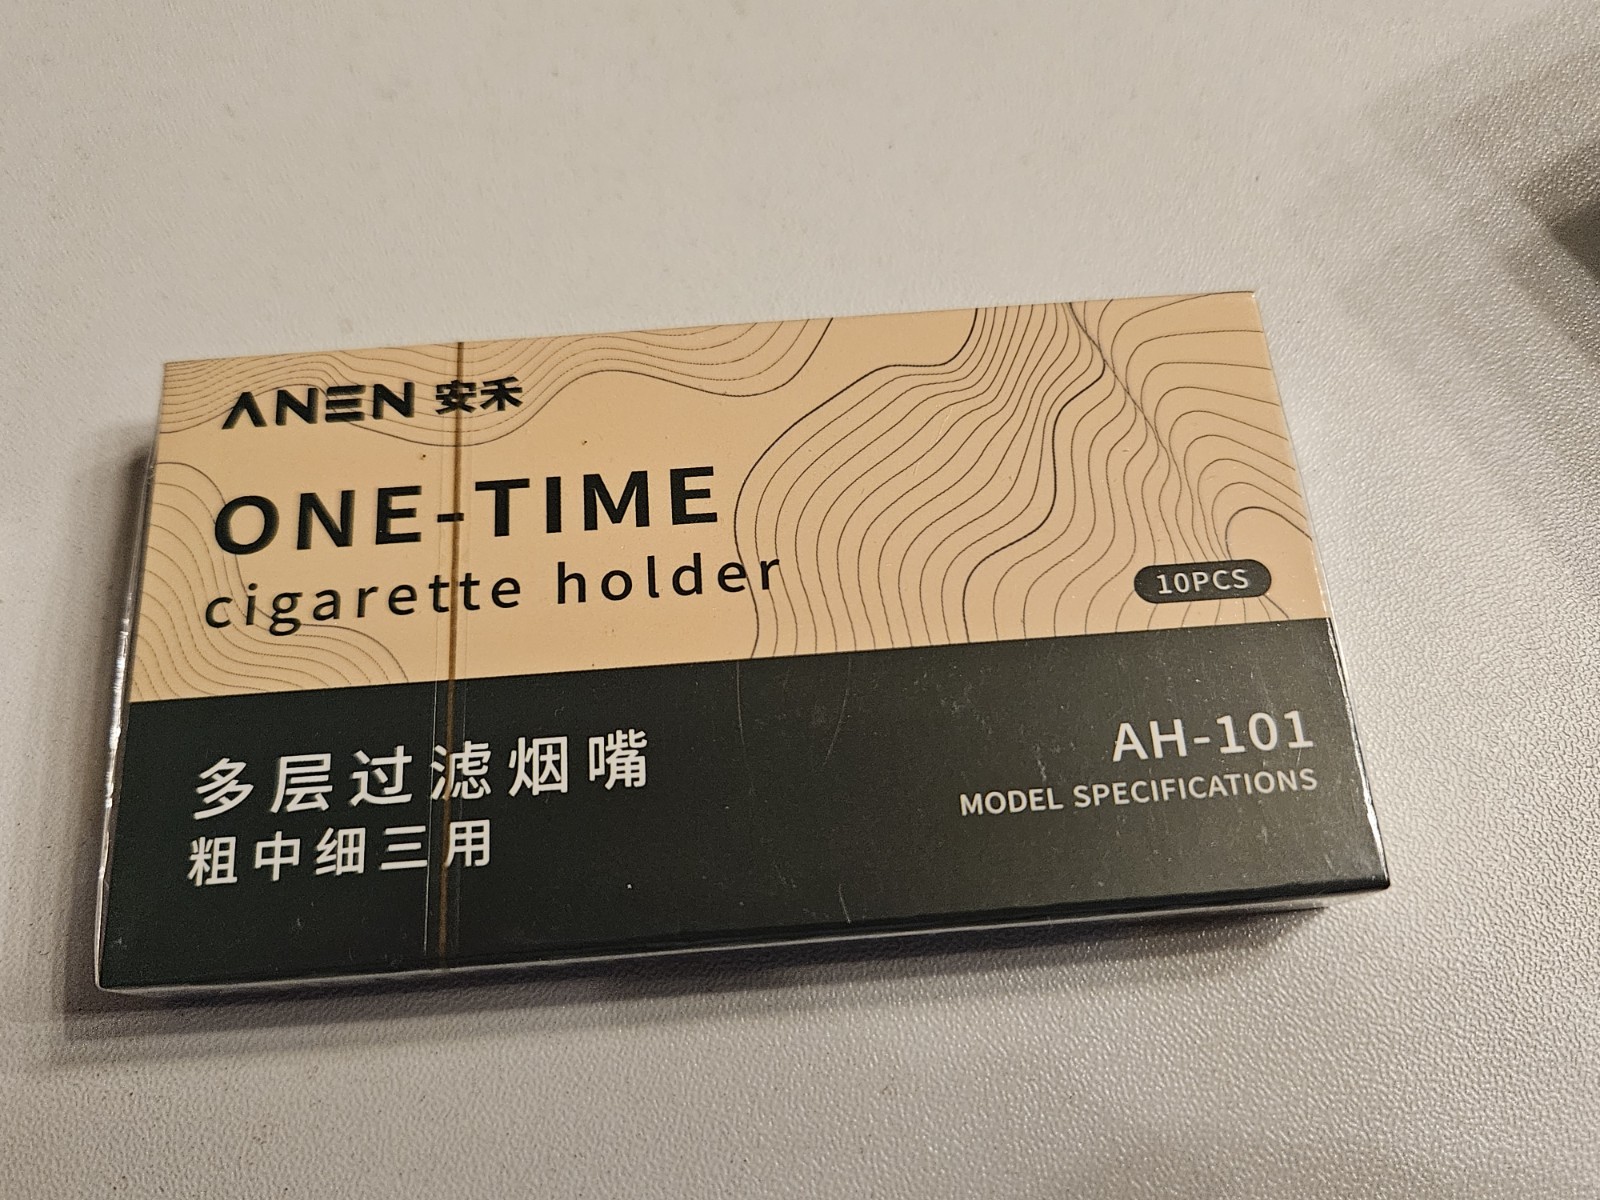 ANEN 安禾
ONE-TIME
cigarette holder
10PCS
多层过滤烟嘴
粗中细三用
AH-101
MODEL SPECIFICATIONS